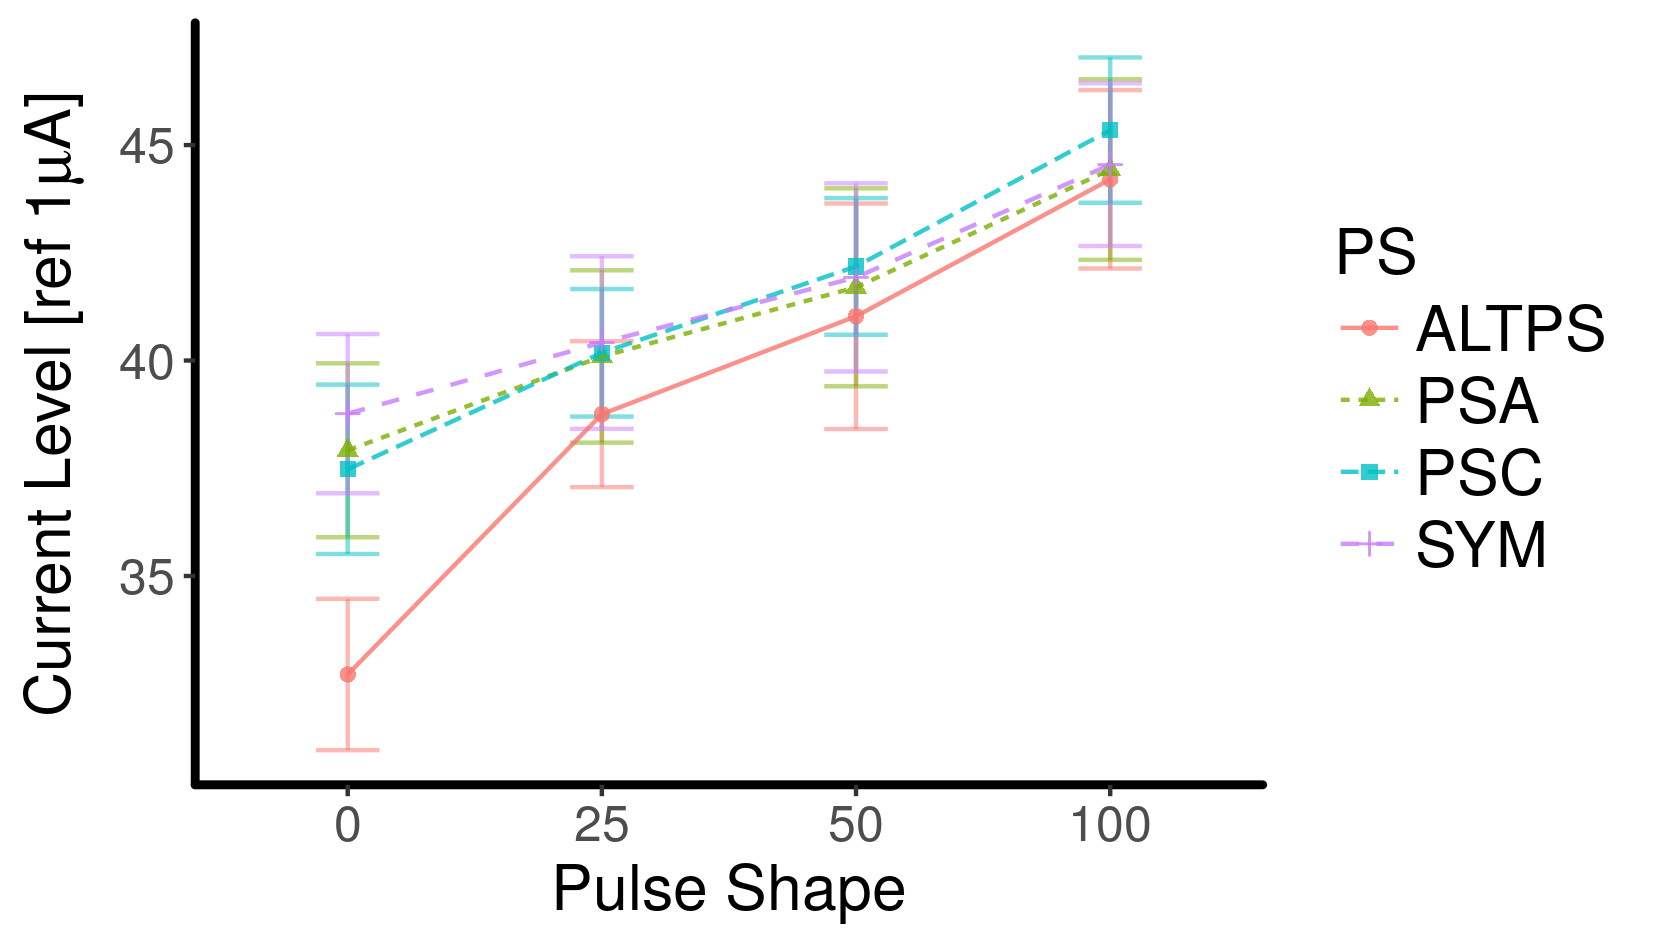 Current Level [ref 1µA]
45
40
35
0 25 50 100
Pulse Shape
PS
ALTPS
PSA
PSC
SYM